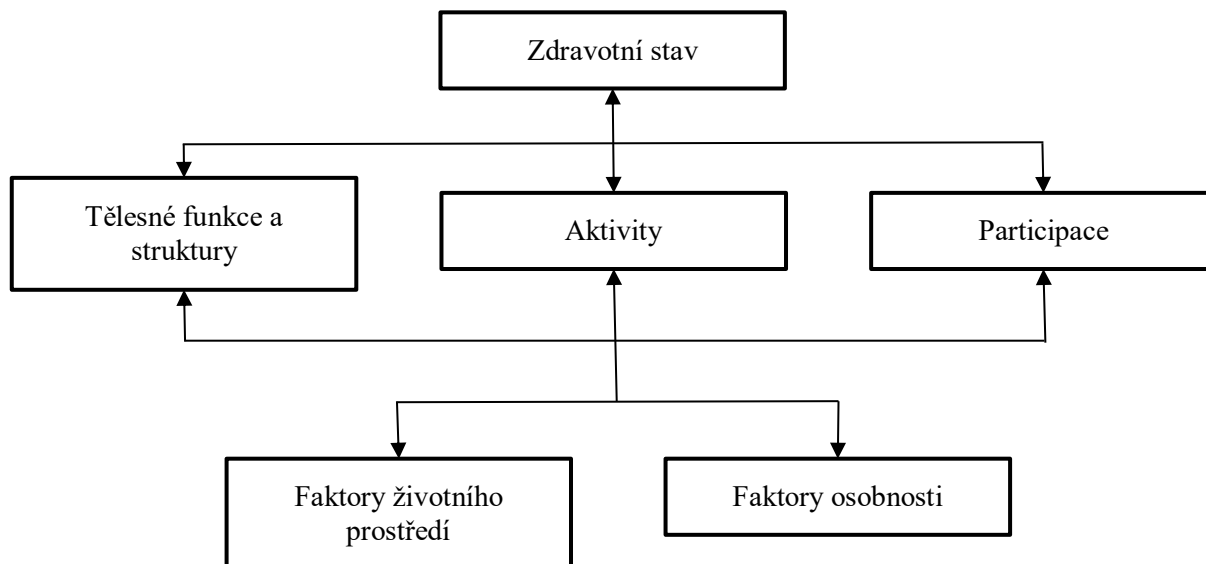 Zdravotní stav
Tělesné funkce a
struktury
Aktivity
Participace
Faktory životního
prostředí
Faktory osobnosti